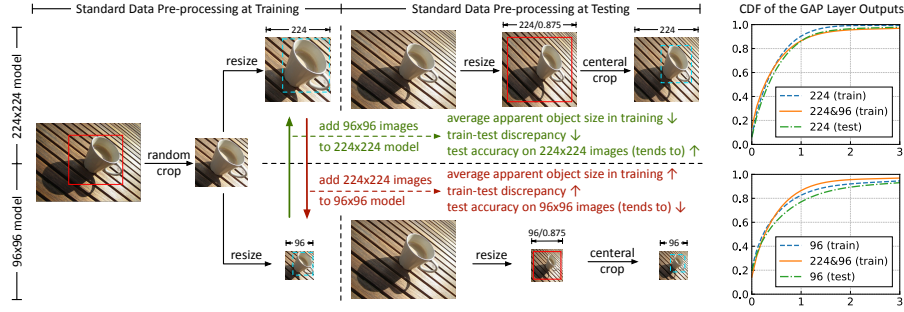 Standard Data Pre-processing at Training
Standard Data Pre-processing at Testing
CDF of the GAP Layer Outputs
224x224 model
96x96 model
random
crop
resize
224
resize
224/0.875
centeral
crop
224
add 96x96 images
to 224x224 model
average apparent object size in training ↓
train-test discrepancy ↓
test accuracy on 224x224 images (tends to) ↑
add 224x224 images
to 96x96 model
average apparent object size in training ↑
train-test discrepancy ↑
test accuracy on 96x96 images (tends to) ↓
resize
96
resize
96/0.875
centeral
crop
96
1.0
0.8
0.6
0.4
0.2
0.0
224 (train)
224&96 (train)
224 (test)
0 1 2 3
1.0
0.8
0.6
0.4
0.2
0.0
96 (train)
224&96 (train)
96 (test)
0 1 2 3